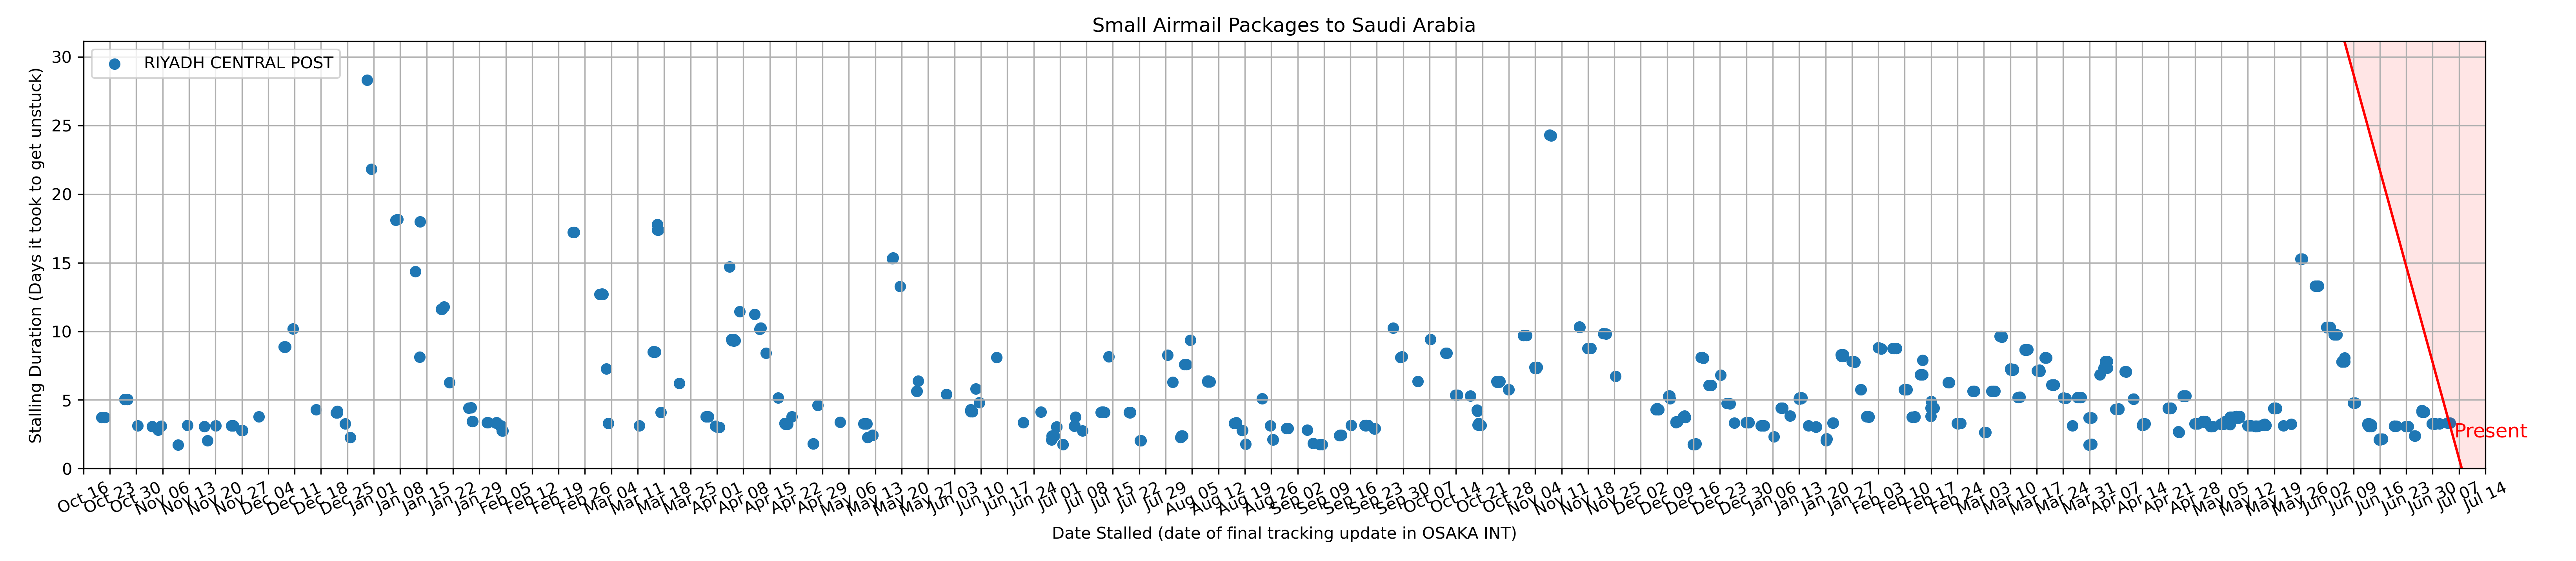 Small Airmail Packages to Saudi Arabia
RIYADH CENTRAL POST
Stalling Duration (Days it took to get unstuck)
30
25
20
15
10
5
0
Present
Oct 16 Oct 23 Oct 30 Nov 06 Nov 13 Nov 20 Nov 27 Dec 04 Dec 11 Dec 18 Dec 25 Jan 01 Jan 08 Jan 15 Jan 22 Jan 29 Feb 05 Feb 12 Feb 19 Feb 26 Mar 04 Mar 11 Mar 18 Mar 25 Apr 01 Apr 08 Apr 15 Apr 22 Apr 29 May 06 May 13 May 20 May 27 Jun 03 Jun 10 Jun 17 Jun 24 Jul 01 Jul 08 Jul 15 Jul 22 Jul 29 Aug 05 Aug 12 Aug 19 Aug 26 Sep 02 Sep 09 Sep 16 Sep 23 Sep 30 Oct 07 Oct 14 Oct 21 Oct 28 Nov 04 Nov 11 Nov 18 Nov 25 Dec 02 Dec 09 Dec 16 Dec 23 Dec 30 Jan 06 Jan 13 Jan 20 Jan 27 Feb 03 Feb 10 Feb 17 Feb 24 Mar 03 Mar 10 Mar 17 Mar 24 Mar 31 Apr 07 Apr 14 Apr 21 Apr 28 May 05 May 12 May 19 May 26 Jun 02 Jun 09 Jun 16 Jun 23 Jun 30 Jul 07 Jul 14
Date Stalled (date of final tracking update in OSAKA INT)